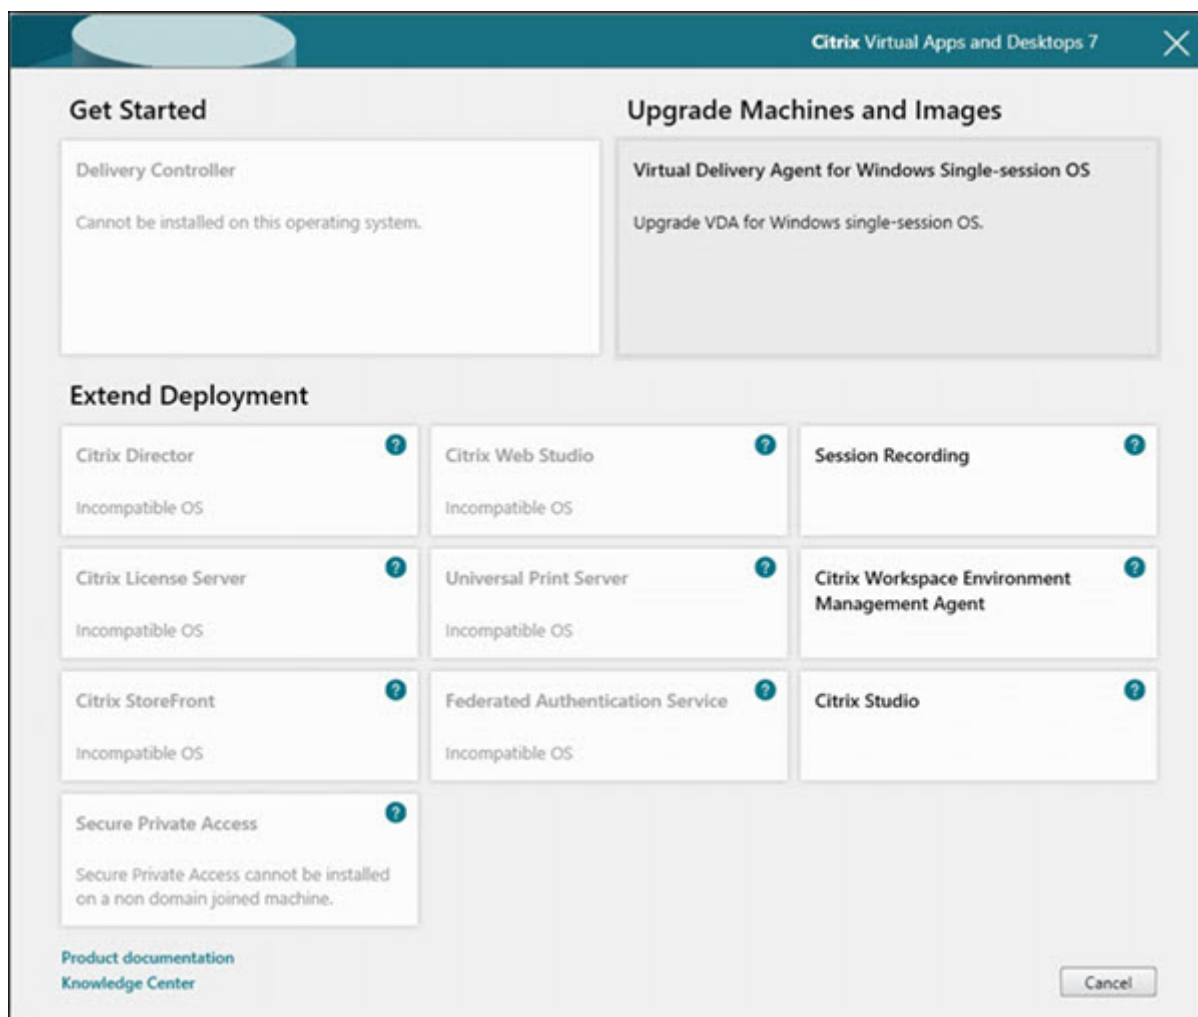 Citrix Virtual Apps and Desktops 7
Get Started
Upgrade Machines and Images
Delivery Controller
Cannot be installed on this operating system.
Virtual Delivery Agent for Windows Single-session OS
Upgrade VDA for Windows single-session OS.
Extend Deployment
Citrix Director
?
Incompatible OS
Citrix Web Studio
?
Incompatible OS
Session Recording
?
Citrix License Server
?
Incompatible OS
Universal Print Server
?
Incompatible OS
Citrix Workspace Environment
Management Agent
?
Citrix StoreFront
?
Incompatible OS
Federated Authentication Service
?
Incompatible OS
Citrix Studio
?
Secure Private Access
?
Secure Private Access cannot be installed
on a non domain joined machine.
Product documentation
Knowledge Center
Cancel